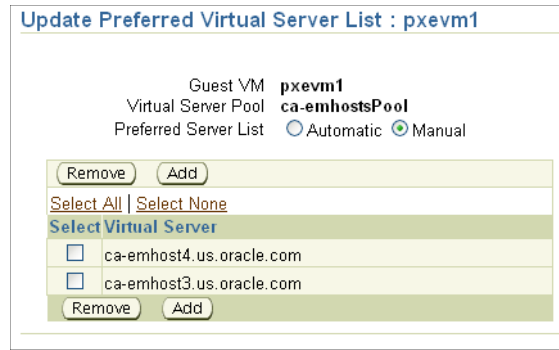 Update Preferred Virtual Server List : pxevm1
Guest VM pxevm1
Virtual Server Pool ca-emhostsPool
Preferred Server List Automatic Manual
Remove Add
Select All | Select None
Select Virtual Server
ca-emhost4.us.oracle.com
ca-emhost3.us.oracle.com
Remove Add